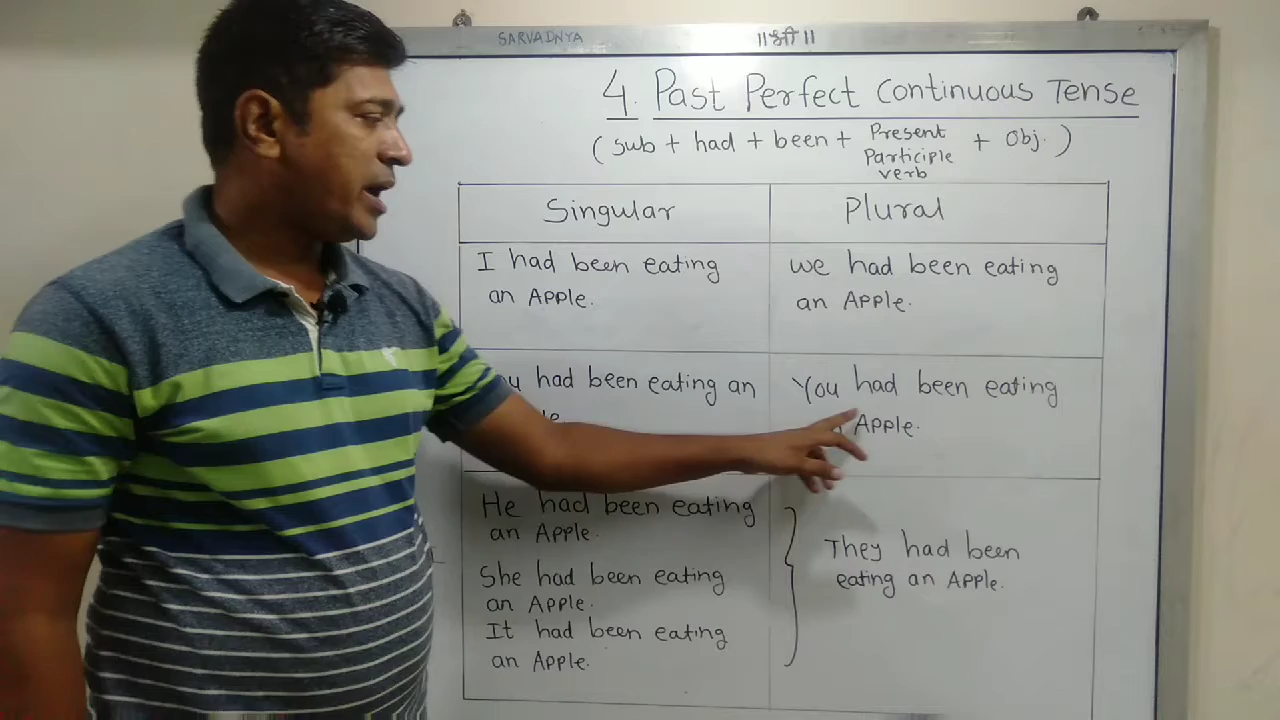 SARVADNYA
॥श्री॥
4. Past Perfect Continuous Tense
(sub + had + been + Present Participle verb + Obj.)
Singular
Plural
I had been eating
an Apple.
we had been eating
an Apple.
had been eating an
You had been eating
Apple.
He had been eating
an Apple.
She had been eating
an Apple.
It had been eating
an Apple.
They had been
eating an Apple.